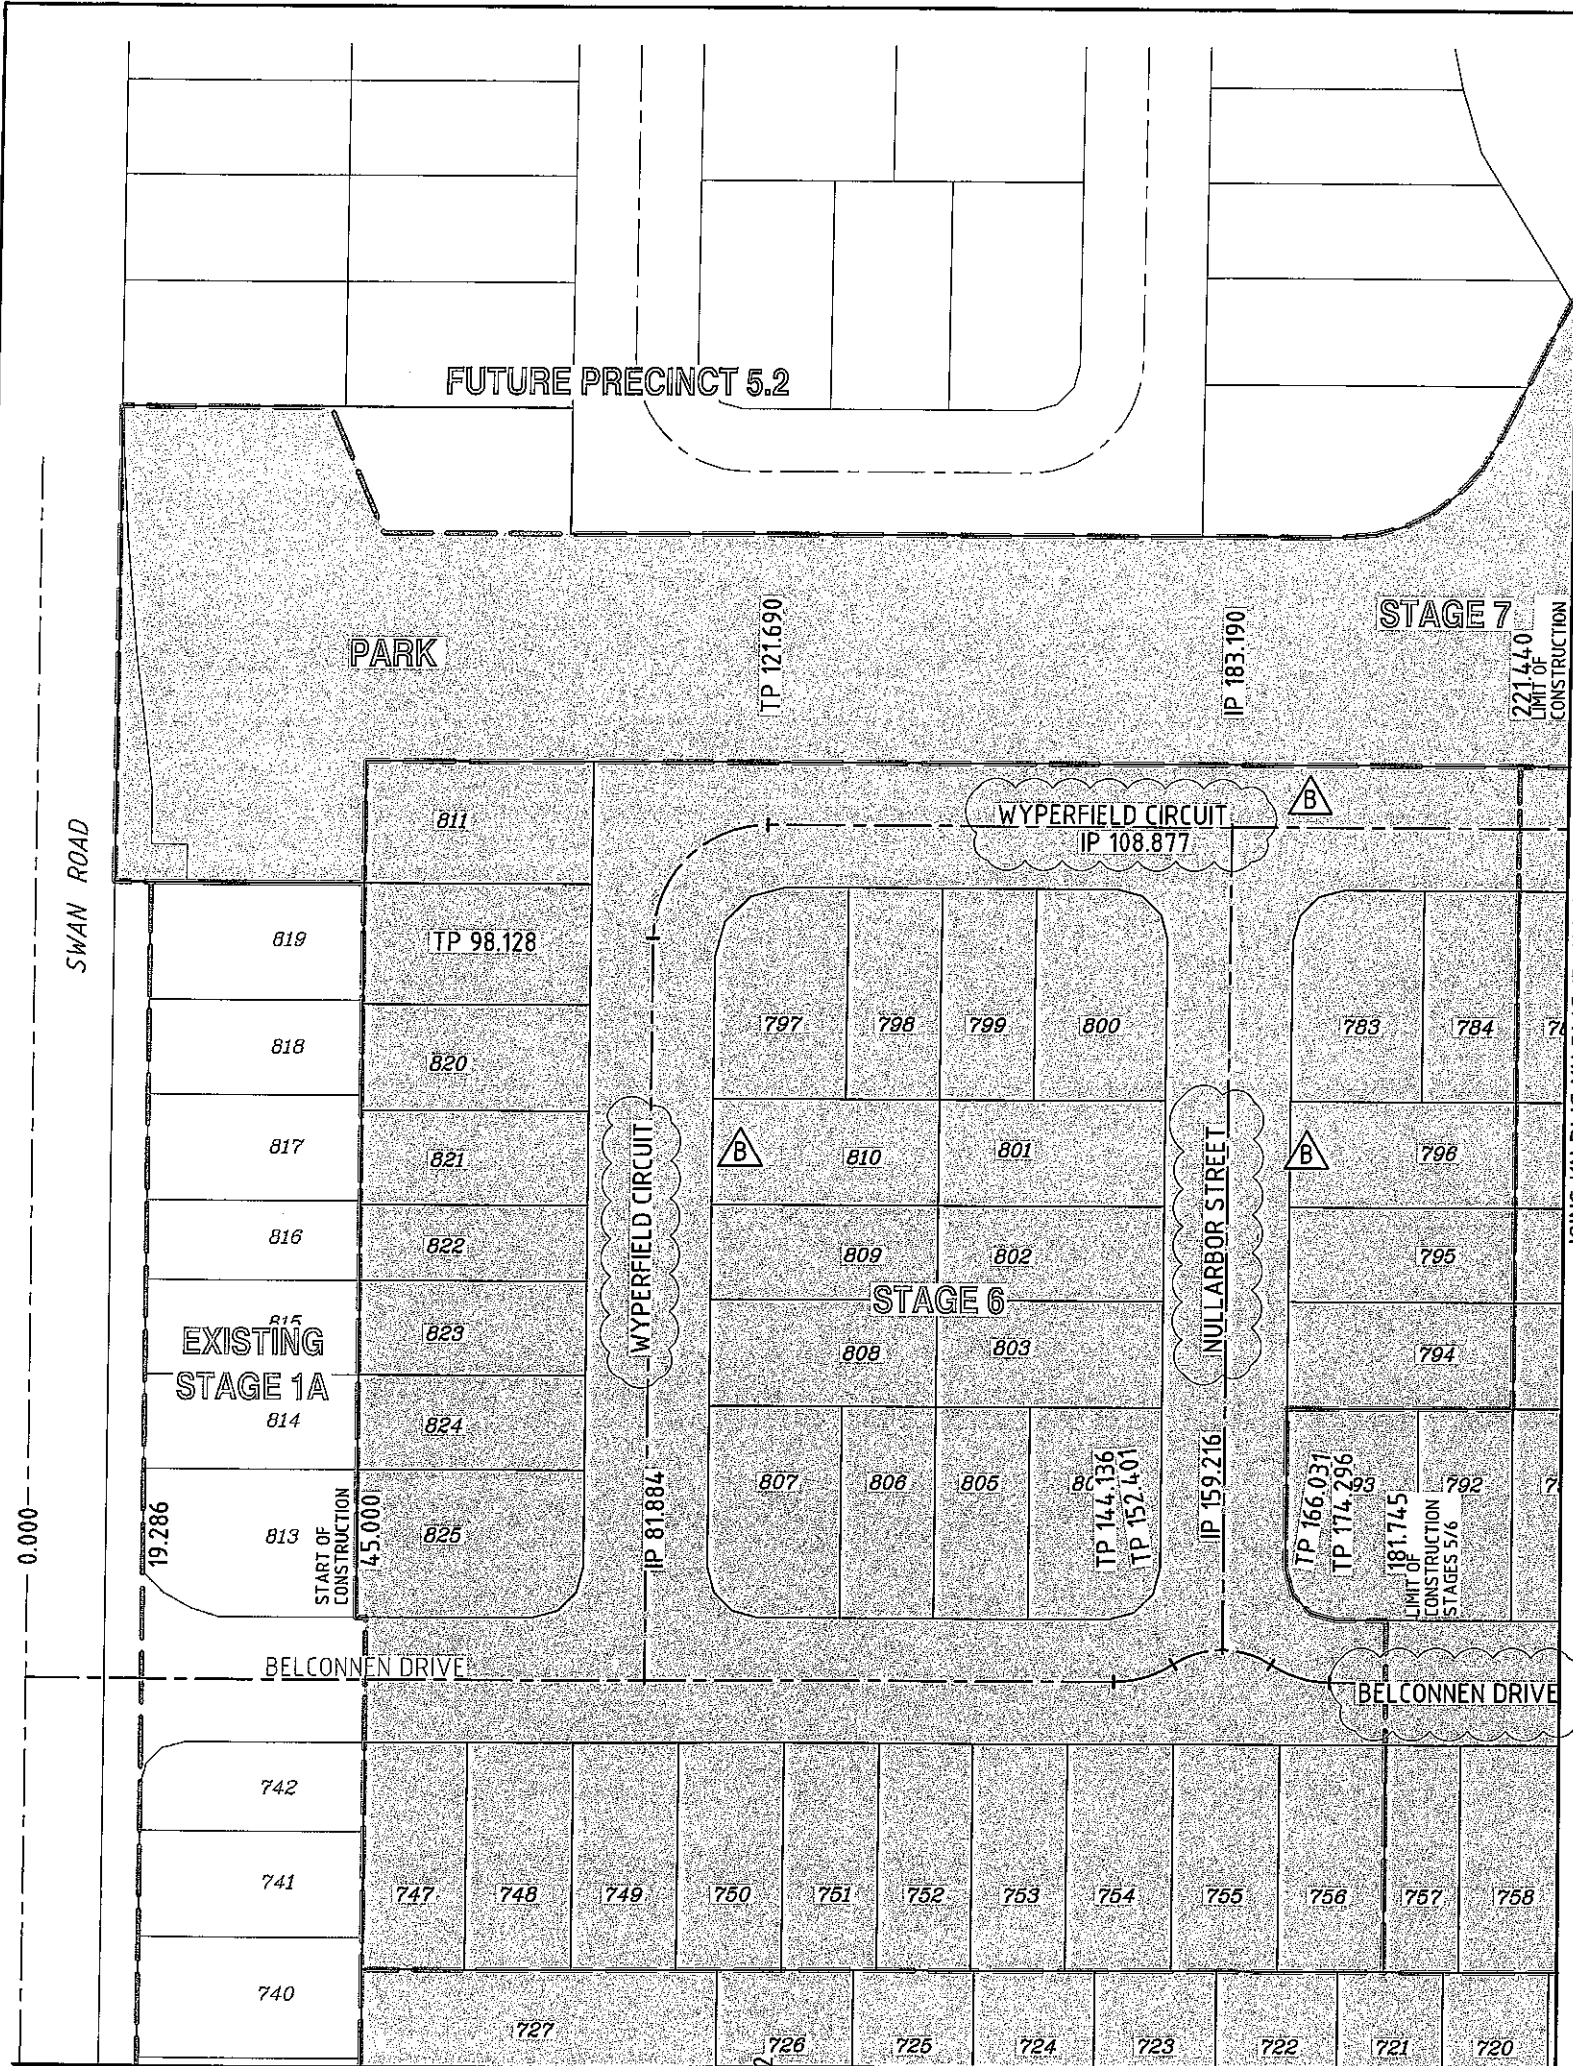 FUTURE PRECINCT 5.2
PARK
TP 121.690
IP 183.190
STAGE 7
221.440
LIMIT OF
CONSTRUCTION
SWAN ROAD
811
WYPERFIELD CIRCUIT
IP 108.877
B
819
TP 98.128
818
820
797
798
799
800
783
784
817
821
WYPERFIELD CIRCUIT
B
810
801
NULLARBOR STREET
B
796
816
822
809
802
795
STAGE 6
815
EXISTING
STAGE 1A
823
808
803
794
814
824
0.000
19.286
813
START OF
CONSTRUCTION
45.000
825
IP 81.884
807
806
805
TP 144.136
TP 152.401
IP 159.216
TP 166.031
TP 174.296
181.745
LIMIT OF
CONSTRUCTION
STAGES 5/6
792
BELCONNEN DRIVE
BELCONNEN DRIVE
742
741
747
748
749
750
751
752
753
754
755
756
757
758
740
727
726
725
724
723
722
721
720